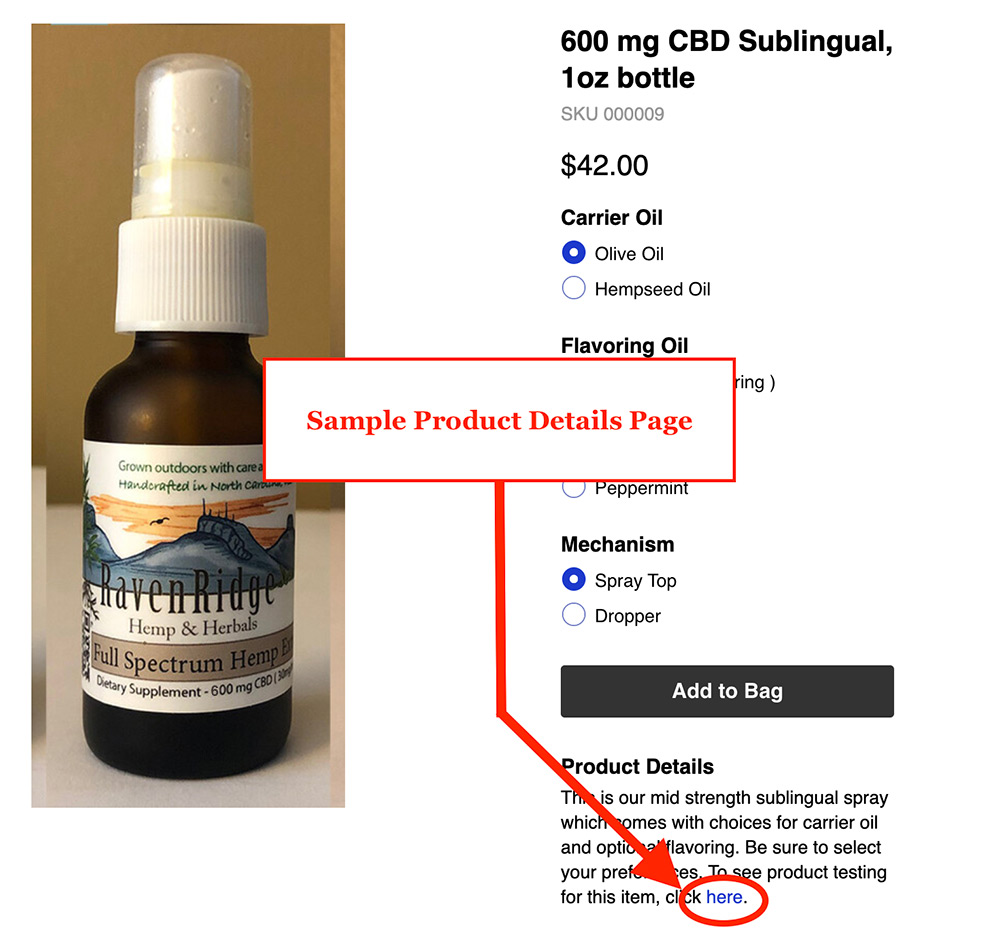 600 mg CBD Sublingual,
1oz bottle
SKU 000009
$42.00
Carrier Oil
Olive Oil
Hempseed Oil
Flavoring Oil
ring )
Sample Product Details Page
Peppermint
Mechanism
Spray Top
Dropper
Add to Bag
Product Details
This is our mid strength sublingual spray
which comes with choices for carrier oil
and optional flavoring. Be sure to select
your preferences. To see product testing
for this item, click here.
Grown outdoors with care
Handcrafted in North Carolina
RavenRidge
Hemp & Herbals
Full Spectrum Hemp
Dietary Supplement - 600 mg CBD (30mg